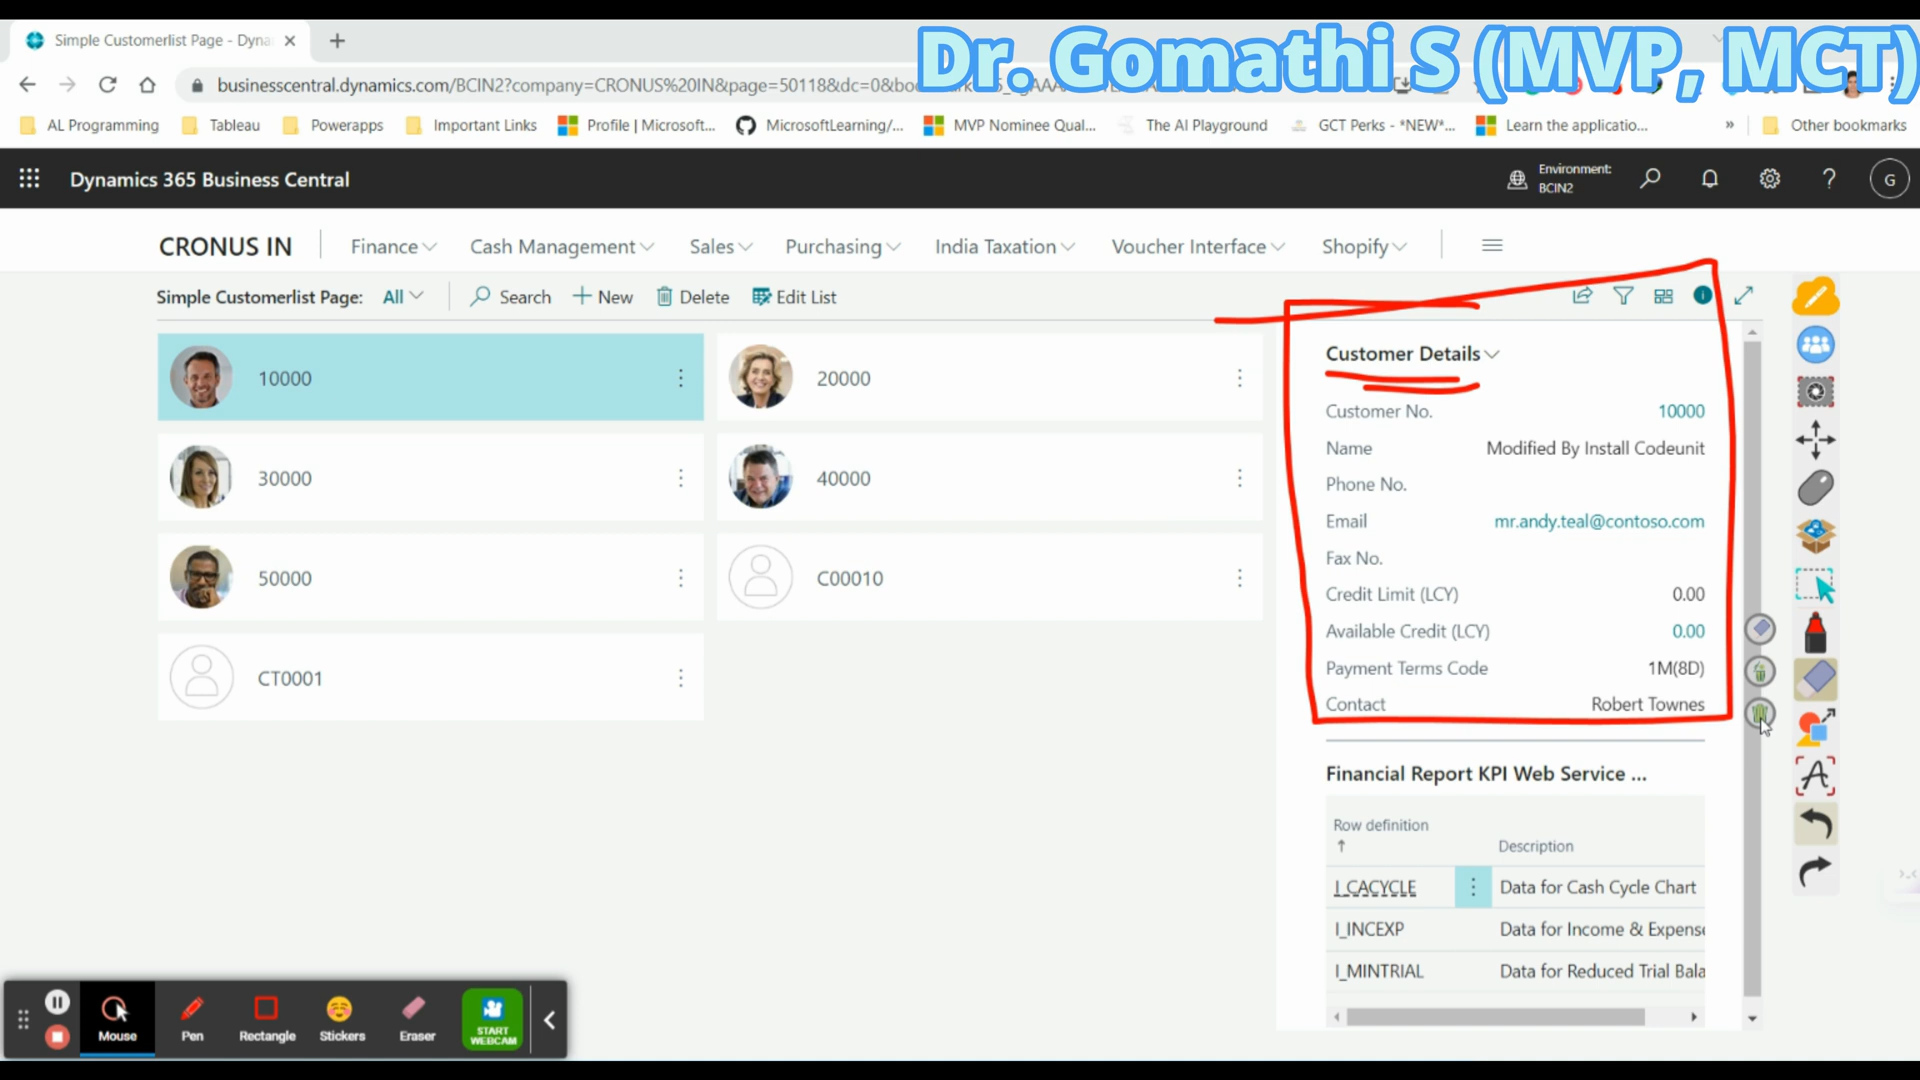 Simple Customerlist Page - Dyna
Dr. Gomathi S (MVP, MCT)
businesscentral.dynamics.com/BCIN2?company=CRONUS%20IN&page=50118&dc=0&boo
AL Programming
Tableau
Powerapps
Important Links
Profile | Microsoft...
MicrosoftLearning/...
MVP Nominee Qual...
The AI Playground
GCT Perks - *NEW*...
Learn the applicatio...
»
Other bookmarks
Dynamics 365 Business Central
Environment:
BCIN2
?
G
CRONUS IN
Finance
Cash Management
Sales
Purchasing
India Taxation
Voucher Interface
Shopify
Simple Customerlist Page:
All
Search
New
Delete
Edit List
10000
20000
30000
40000
50000
C00010
CT0001
Customer Details
Customer No. 10000
Name Modified By Install Codeunit
Phone No.
Email mr.andy.teal@contoso.com
Fax No.
Credit Limit (LCY) 0.00
Available Credit (LCY) 0.00
Payment Terms Code 1M(8D)
Contact Robert Townes
Financial Report KPI Web Service ...
Row definition
↑
Description
I_CACYCLE Data for Cash Cycle Chart
I_INCEXP Data for Income & Expense
I_MINTRIAL Data for Reduced Trial Bala
A
Mouse
Pen
Rectangle
Stickers
Eraser
START
WEBCAM